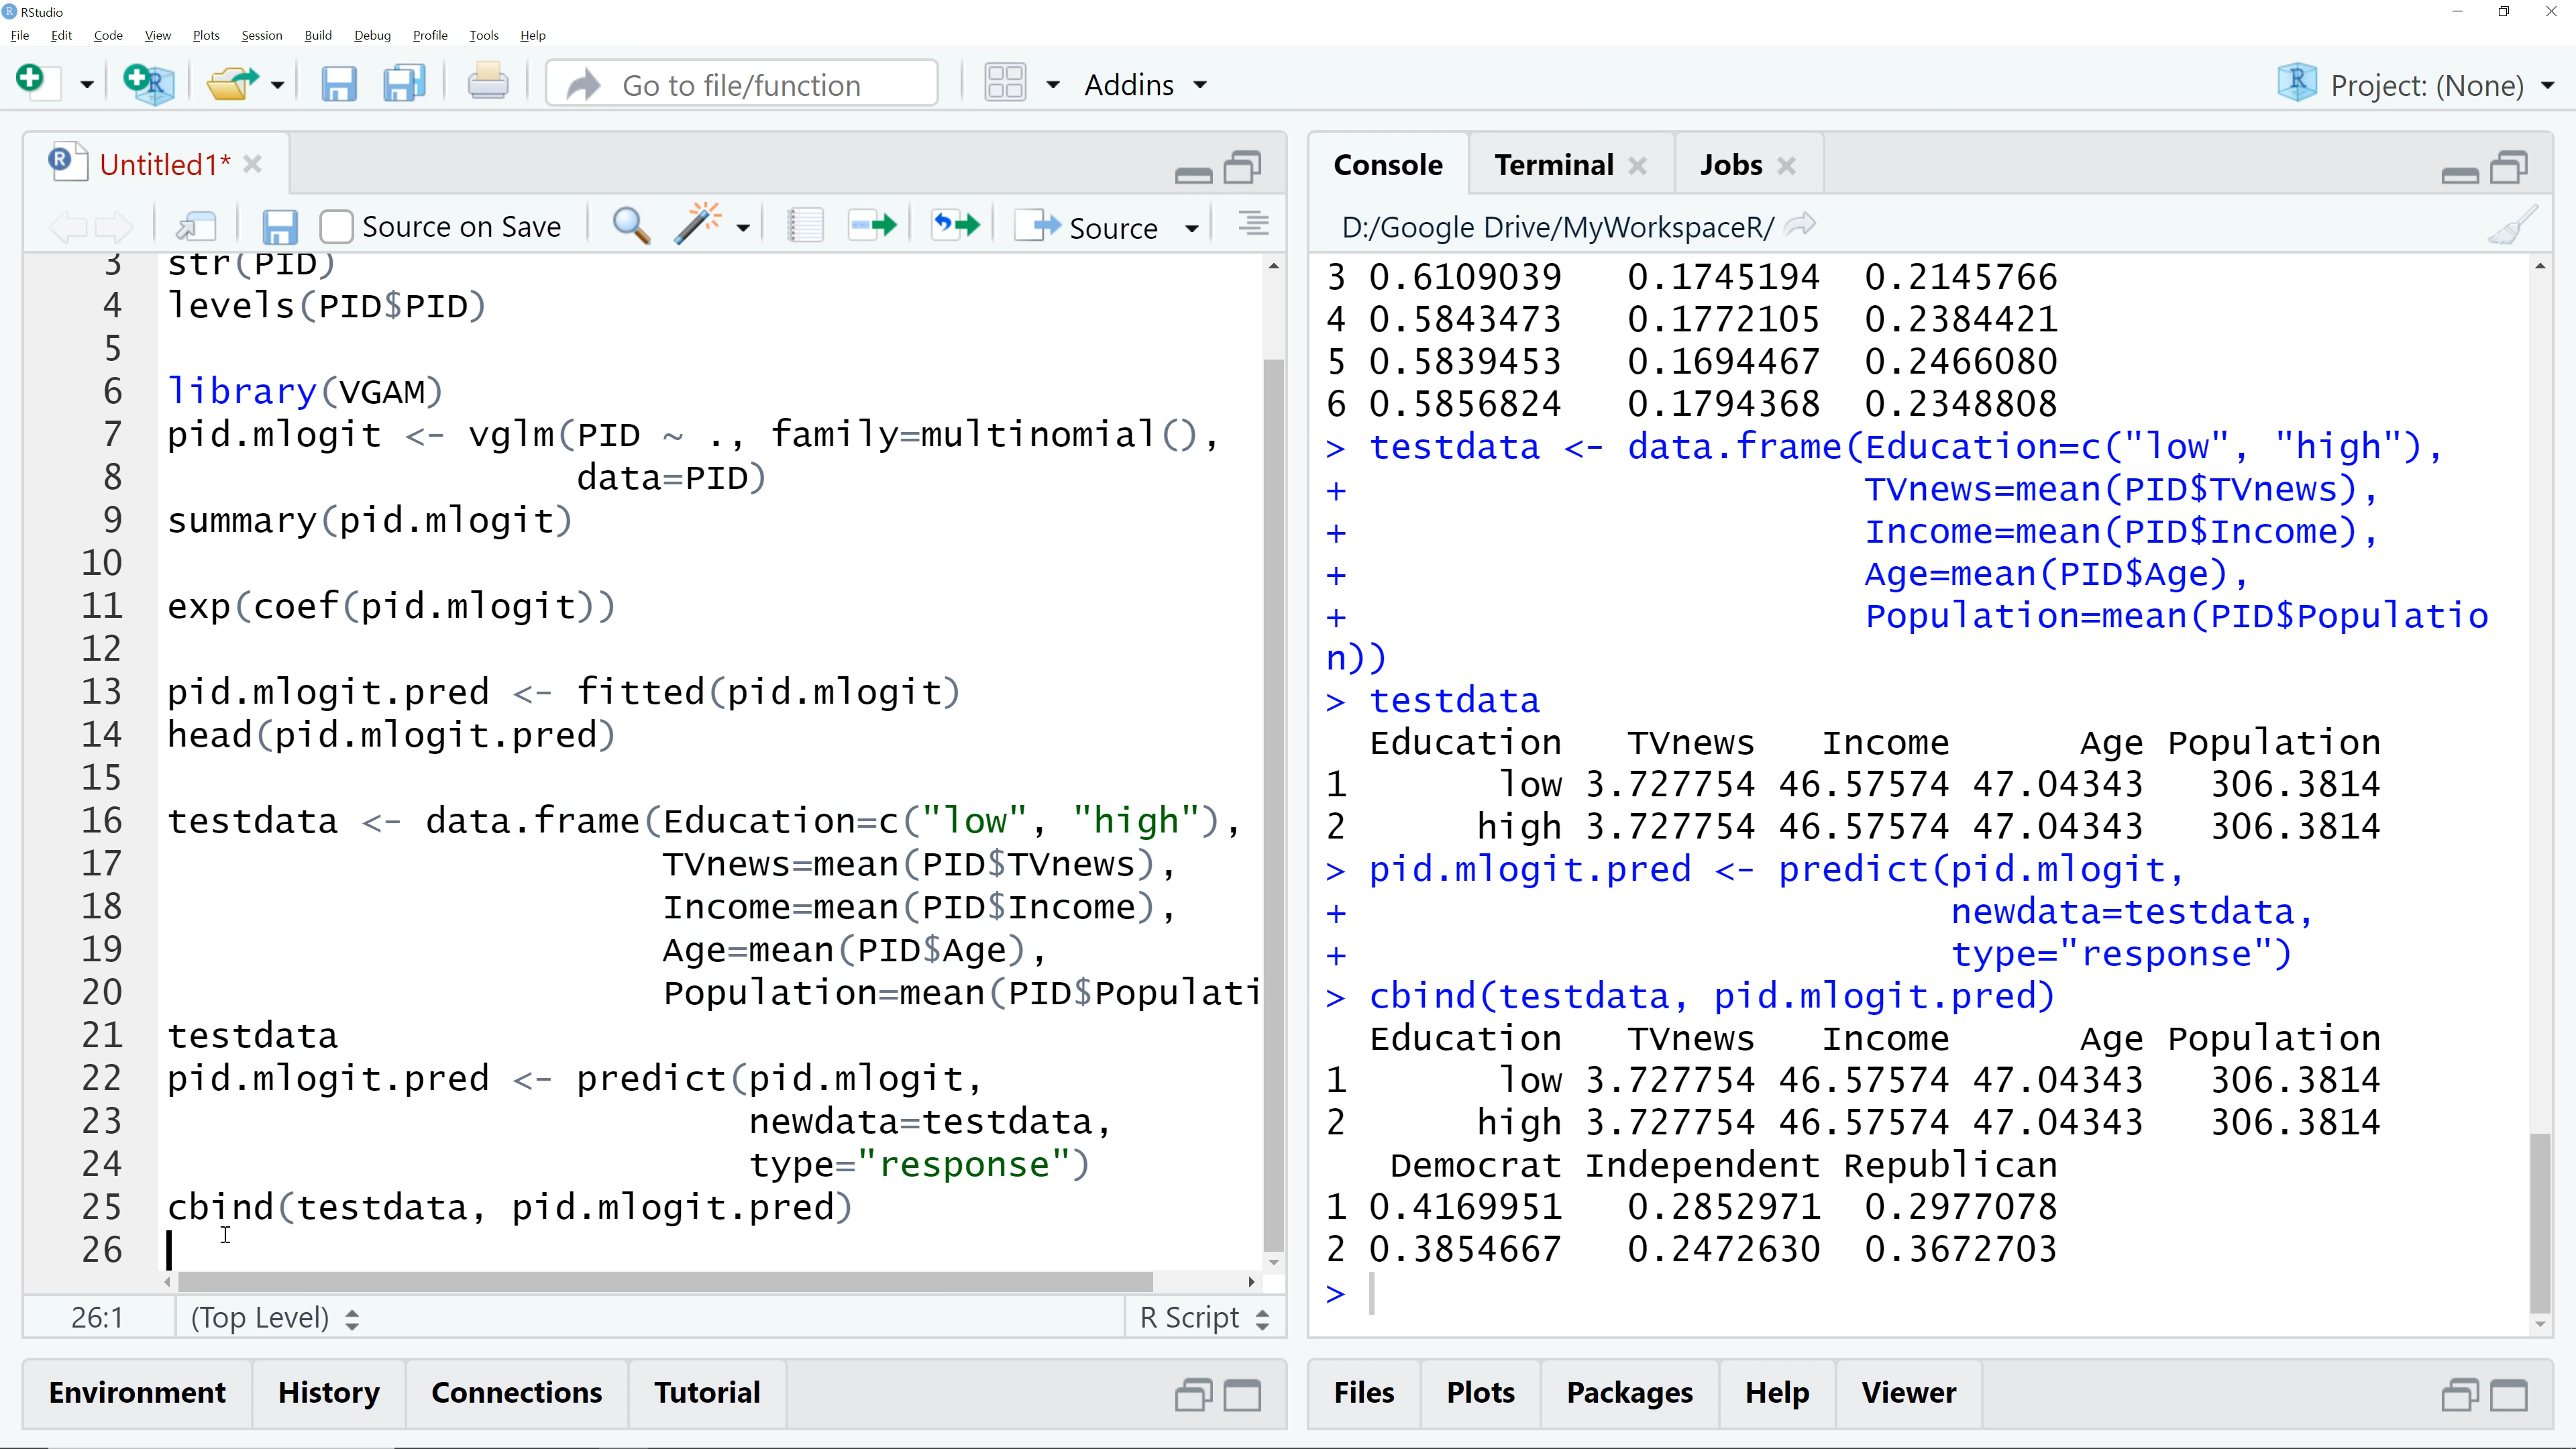 RStudio
File Edit Code View Plots Session Build Debug Profile Tools Help
Go to file/function Addins Project: (None)
Untitled1*
Source on Save Source
3 str(PID)
4 levels(PID$PID)
5
6 library(VGAM)
7 pid.mlogit <- vglm(PID ~ ., family=multinomial(),
8 data=PID)
9 summary(pid.mlogit)
10
11 exp(coef(pid.mlogit))
12
13 pid.mlogit.pred <- fitted(pid.mlogit)
14 head(pid.mlogit.pred)
15
16 testdata <- data.frame(Education=c("low", "high"),
17 TVnews=mean(PID$TVnews),
18 Income=mean(PID$Income),
19 Age=mean(PID$Age),
20 Population=mean(PID$Populati
21 testdata
22 pid.mlogit.pred <- predict(pid.mlogit,
23 newdata=testdata,
24 type="response")
25 cbind(testdata, pid.mlogit.pred)
26
26:1 (Top Level) R Script
Console Terminal Jobs
D:/Google Drive/MyWorkspaceR/
3 0.6109039 0.1745194 0.2145766
4 0.5843473 0.1772105 0.2384421
5 0.5839453 0.1694467 0.2466080
6 0.5856824 0.1794368 0.2348808
> testdata <- data.frame(Education=c("low", "high"),
+ TVnews=mean(PID$TVnews),
+ Income=mean(PID$Income),
+ Age=mean(PID$Age),
+ Population=mean(PID$Populatio
n))
> testdata
Education TVnews Income Age Population
1 low 3.727754 46.57574 47.04343 306.3814
2 high 3.727754 46.57574 47.04343 306.3814
> pid.mlogit.pred <- predict(pid.mlogit,
+ newdata=testdata,
+ type="response")
> cbind(testdata, pid.mlogit.pred)
Education TVnews Income Age Population
1 low 3.727754 46.57574 47.04343 306.3814
2 high 3.727754 46.57574 47.04343 306.3814
Democrat Independent Republican
1 0.4169951 0.2852971 0.2977078
2 0.3854667 0.2472630 0.3672703
>
Environment History Connections Tutorial
Files Plots Packages Help Viewer